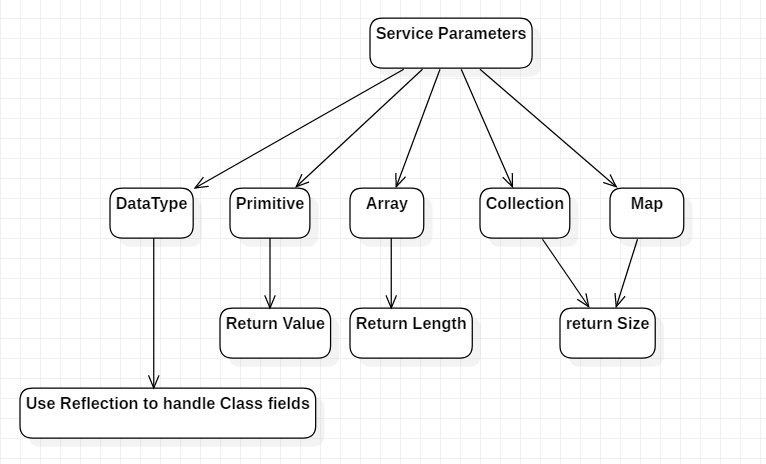 Service Parameters
DataType
Primitive
Array
Collection
Map
Return Value
Return Length
return Size
Use Reflection to handle Class fields